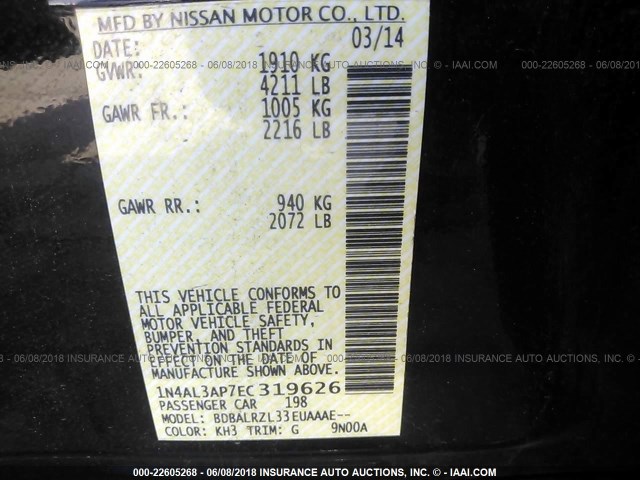 MFD BY NISSAN MOTOR CO., LTD.
DATE: 03/14
GVWR: 1910 KG
4211 LB
GAWR FR.: 1005 KG
2216 LB
GAWR RR.: 940 KG
2072 LB
THIS VEHICLE CONFORMS TO
ALL APPLICABLE FEDERAL
MOTOR VEHICLE SAFETY,
BUMPER, AND THEFT
PREVENTION STANDARDS IN
EFFECT ON THE DATE OF
MANUFACTURE SHOWN ABOVE.
1N4AL3AP7EC319626
PASSENGER CAR 198
MODEL: BDBALRZL33EUAAAE--
COLOR: KH3 TRIM: G 9N00A
000-22605268 - 06/08/2018 INSURANCE AUTO AUCTIONS, INC. © - IAAI.COM